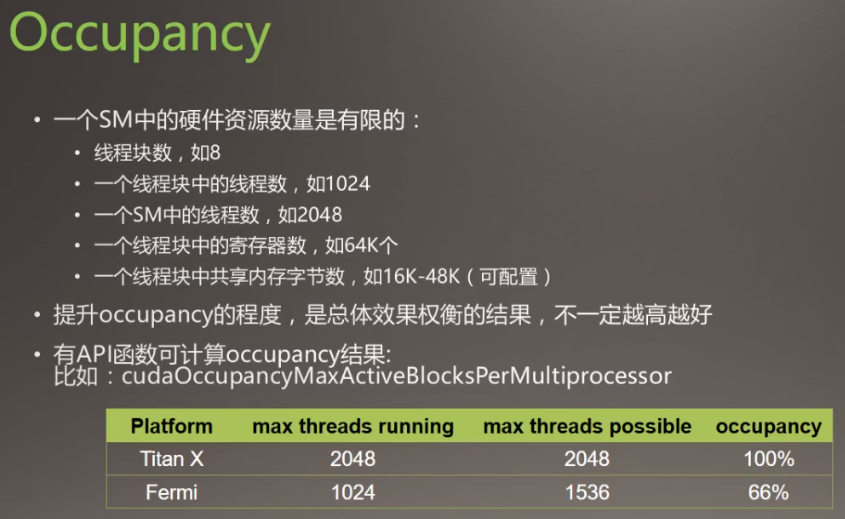 Occupancy
• 一个SM中的硬件资源数量是有限的：
• 线程块数，如8
• 一个线程块中的线程数，如1024
• 一个SM中的线程数，如2048
• 一个线程块中的寄存器数，如64K个
• 一个线程块中共享内存字节数，如16K-48K（可配置）
• 提升occupancy的程度，是总体效果权衡的结果，不一定越高越好
• 有API函数可计算occupancy结果:
比如：cudaOccupancyMaxActiveBlocksPerMultiprocessor
Platform max threads running max threads possible occupancy
Titan X 2048 2048 100%
Fermi 1024 1536 66%